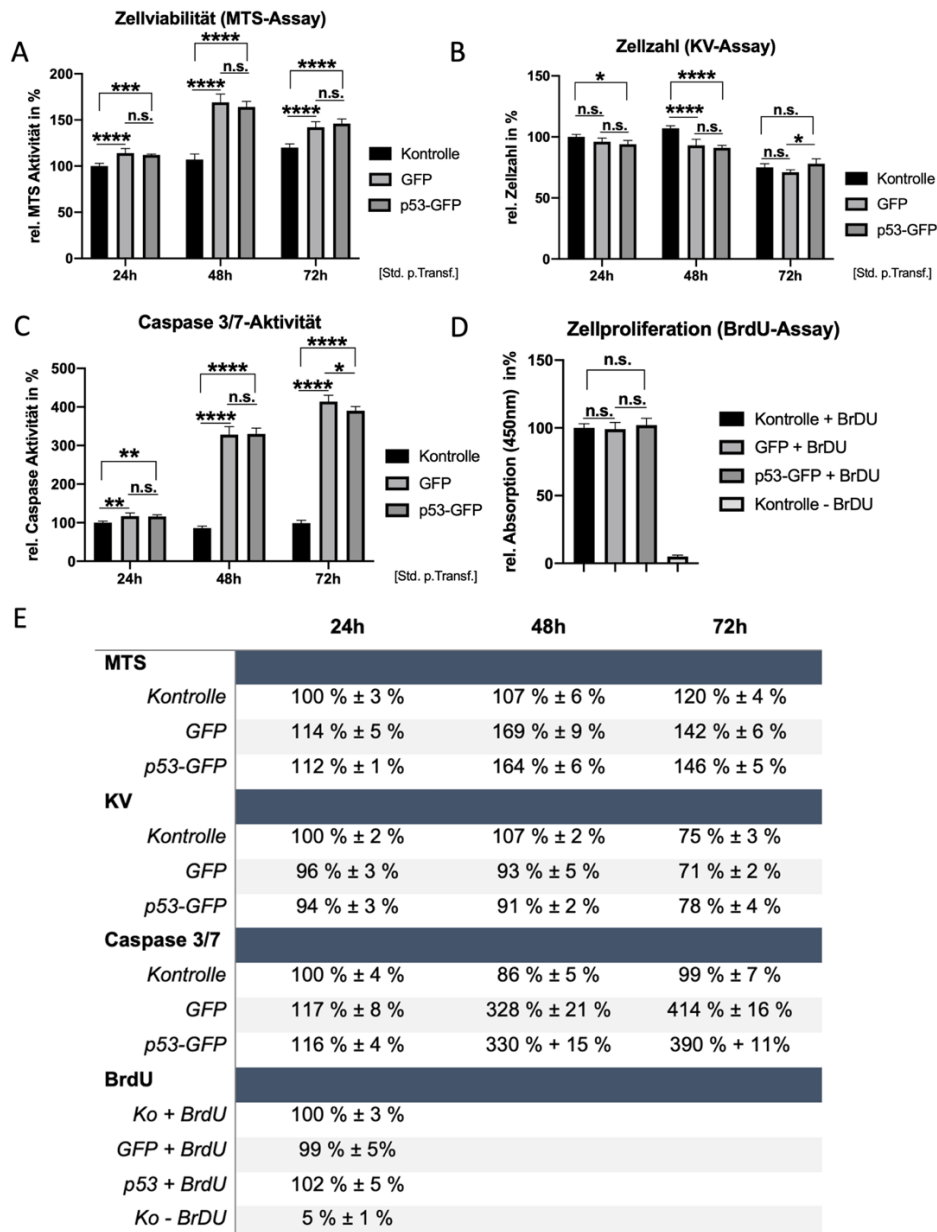 A
Zellviabilität (MTS-Assay)
rel. MTS Aktivität in %
200
150
100
50
0
***
n.s.
****
****
n.s.
****
****
n.s.
****
24h
48h
72h
[Std. p.Transf.]
Kontrolle
GFP
p53-GFP
B
Zellzahl (KV-Assay)
rel. Zellzahl in %
150
100
50
0
*
n.s.
n.s.
****
****
n.s.
n.s.
*
n.s.
24h
48h
72h
[Std. p.Transf.]
Kontrolle
GFP
p53-GFP
C
Caspase 3/7-Aktivität
rel. Caspase Aktivität in %
500
400
300
200
100
0
**
n.s.
**
****
n.s.
****
****
*
****
24h
48h
72h
[Std. p.Transf.]
Kontrolle
GFP
p53-GFP
D
Zellproliferation (BrdU-Assay)
rel. Absorption (450nm) in%
150
100
50
0
n.s.
n.s.
n.s.
Kontrolle + BrDU
GFP + BrDU
p53-GFP + BrDU
Kontrolle - BrDU
E
24h 48h 72h
MTS
Kontrolle 100 % ± 3 % 107 % ± 6 % 120 % ± 4 %
GFP 114 % ± 5 % 169 % ± 9 % 142 % ± 6 %
p53-GFP 112 % ± 1 % 164 % ± 6 % 146 % ± 5 %
KV
Kontrolle 100 % ± 2 % 107 % ± 2 % 75 % ± 3 %
GFP 96 % ± 3 % 93 % ± 5 % 71 % ± 2 %
p53-GFP 94 % ± 3 % 91 % ± 2 % 78 % ± 4 %
Caspase 3/7
Kontrolle 100 % ± 4 % 86 % ± 5 % 99 % ± 7 %
GFP 117 % ± 8 % 328 % ± 21 % 414 % ± 16 %
p53-GFP 116 % ± 4 % 330 % + 15 % 390 % + 11%
BrdU
Ko + BrdU 100 % ± 3 %
GFP + BrdU 99 % ± 5%
p53 + BrdU 102 % ± 5 %
Ko - BrDU 5 % ± 1 %